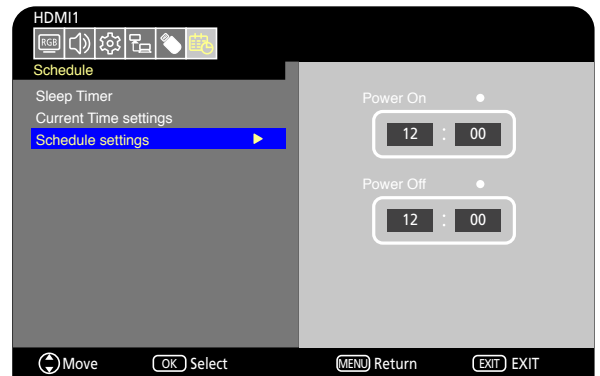 HDMI1
RGB
Schedule
Sleep Timer
Current Time settings
Schedule settings
Power On
12 : 00
Power Off
12 : 00
Move OK Select MENU Return EXIT EXIT